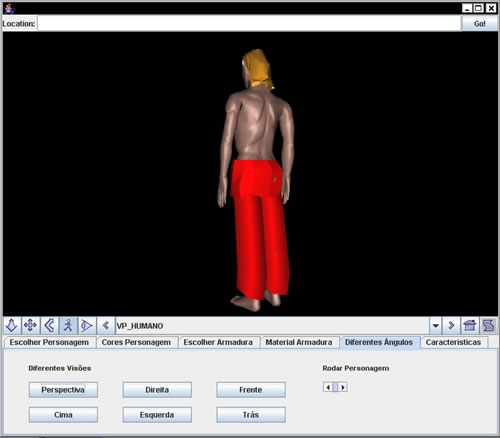 Location: Go!
VP_HUMANO
Escolher Personagem Cores Personagem Escolher Armadura Material Armadura Diferentes Ângulos Caracteristicas
Diferentes Visões Rodar Personagem
Perspectiva Direita Frente
Cima Esquerda Trás